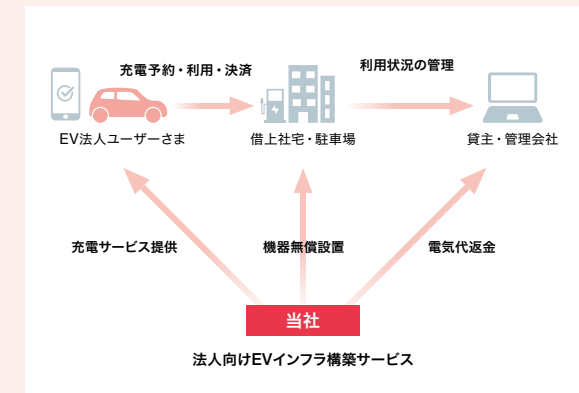 充電予約・利用・決済
利用状況の管理
EV法人ユーザーさま
借上社宅・駐車場
貸主・管理会社
充電サービス提供
機器無償設置
電気代返金
当社
法人向けEVインフラ構築サービス